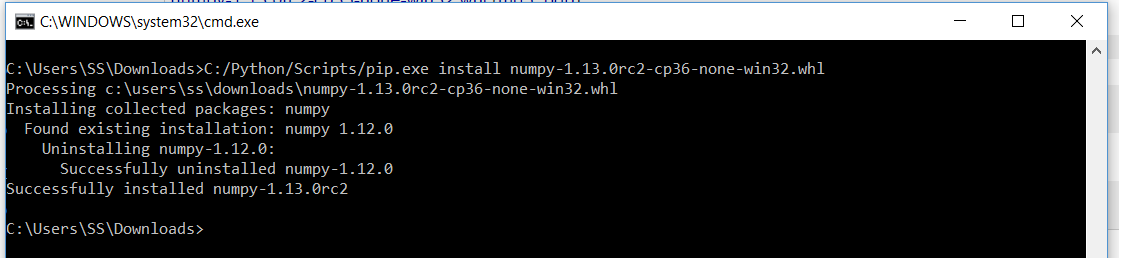 C:\WINDOWS\system32\cmd.exe
C:\Users\SS\Downloads>C:/Python/Scripts/pip.exe install numpy-1.13.0rc2-cp36-none-win32.whl
Processing c:\users\ss\downloads\numpy-1.13.0rc2-cp36-none-win32.whl
Installing collected packages: numpy
Found existing installation: numpy 1.12.0
Uninstalling numpy-1.12.0:
Successfully uninstalled numpy-1.12.0
Successfully installed numpy-1.13.0rc2
C:\Users\SS\Downloads>